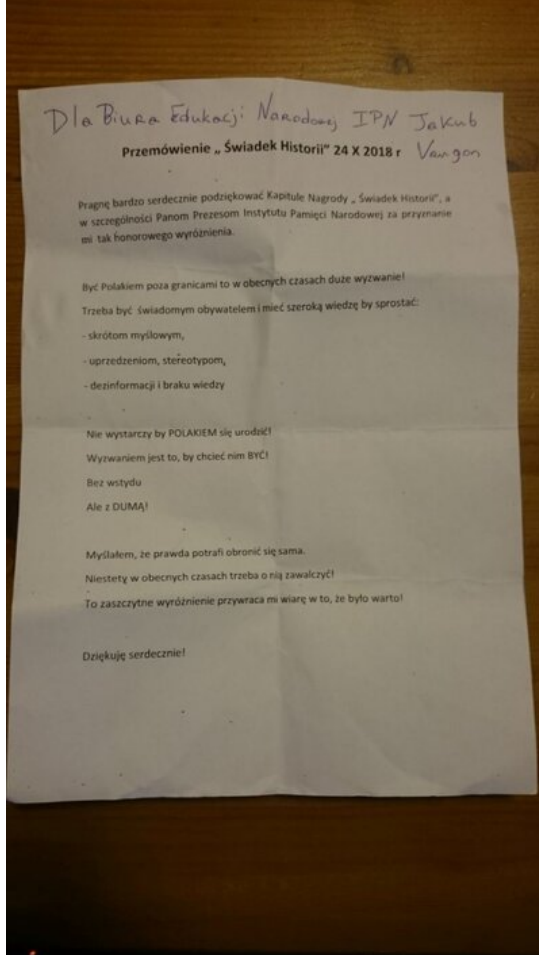 Dla Biura Edukacji Narodowej IPN Jakub
Vangon
Przemówienie „ Świadek Historii” 24 X 2018 r
Pragnę bardzo serdecznie podziękować Kapitule Nagrody „ Świadek Historii”, a
w szczególności Panom Prezesom Instytutu Pamięci Narodowej za przyznanie
mi tak honorowego wyróżnienia.
Być Polakiem poza granicami to w obecnych czasach duże wyzwanie!
Trzeba być świadomym obywatelem i mieć szeroką wiedzę by sprostać:
- skrótom myślowym,
- uprzedzeniom, stereotypom,
- dezinformacji i braku wiedzy
Nie wystarczy by POLAKIEM się urodzić!
Wyzwaniem jest to, by chcieć nim BYĆ!
Bez wstydu
Ale z DUMĄ!
Myślałem, że prawda potrafi obronić się sama.
Niestety w obecnych czasach trzeba o nią zawalczyć!
To zaszczytne wyróżnienie przywraca mi wiarę w to, że było warto!
Dziękuję serdecznie!